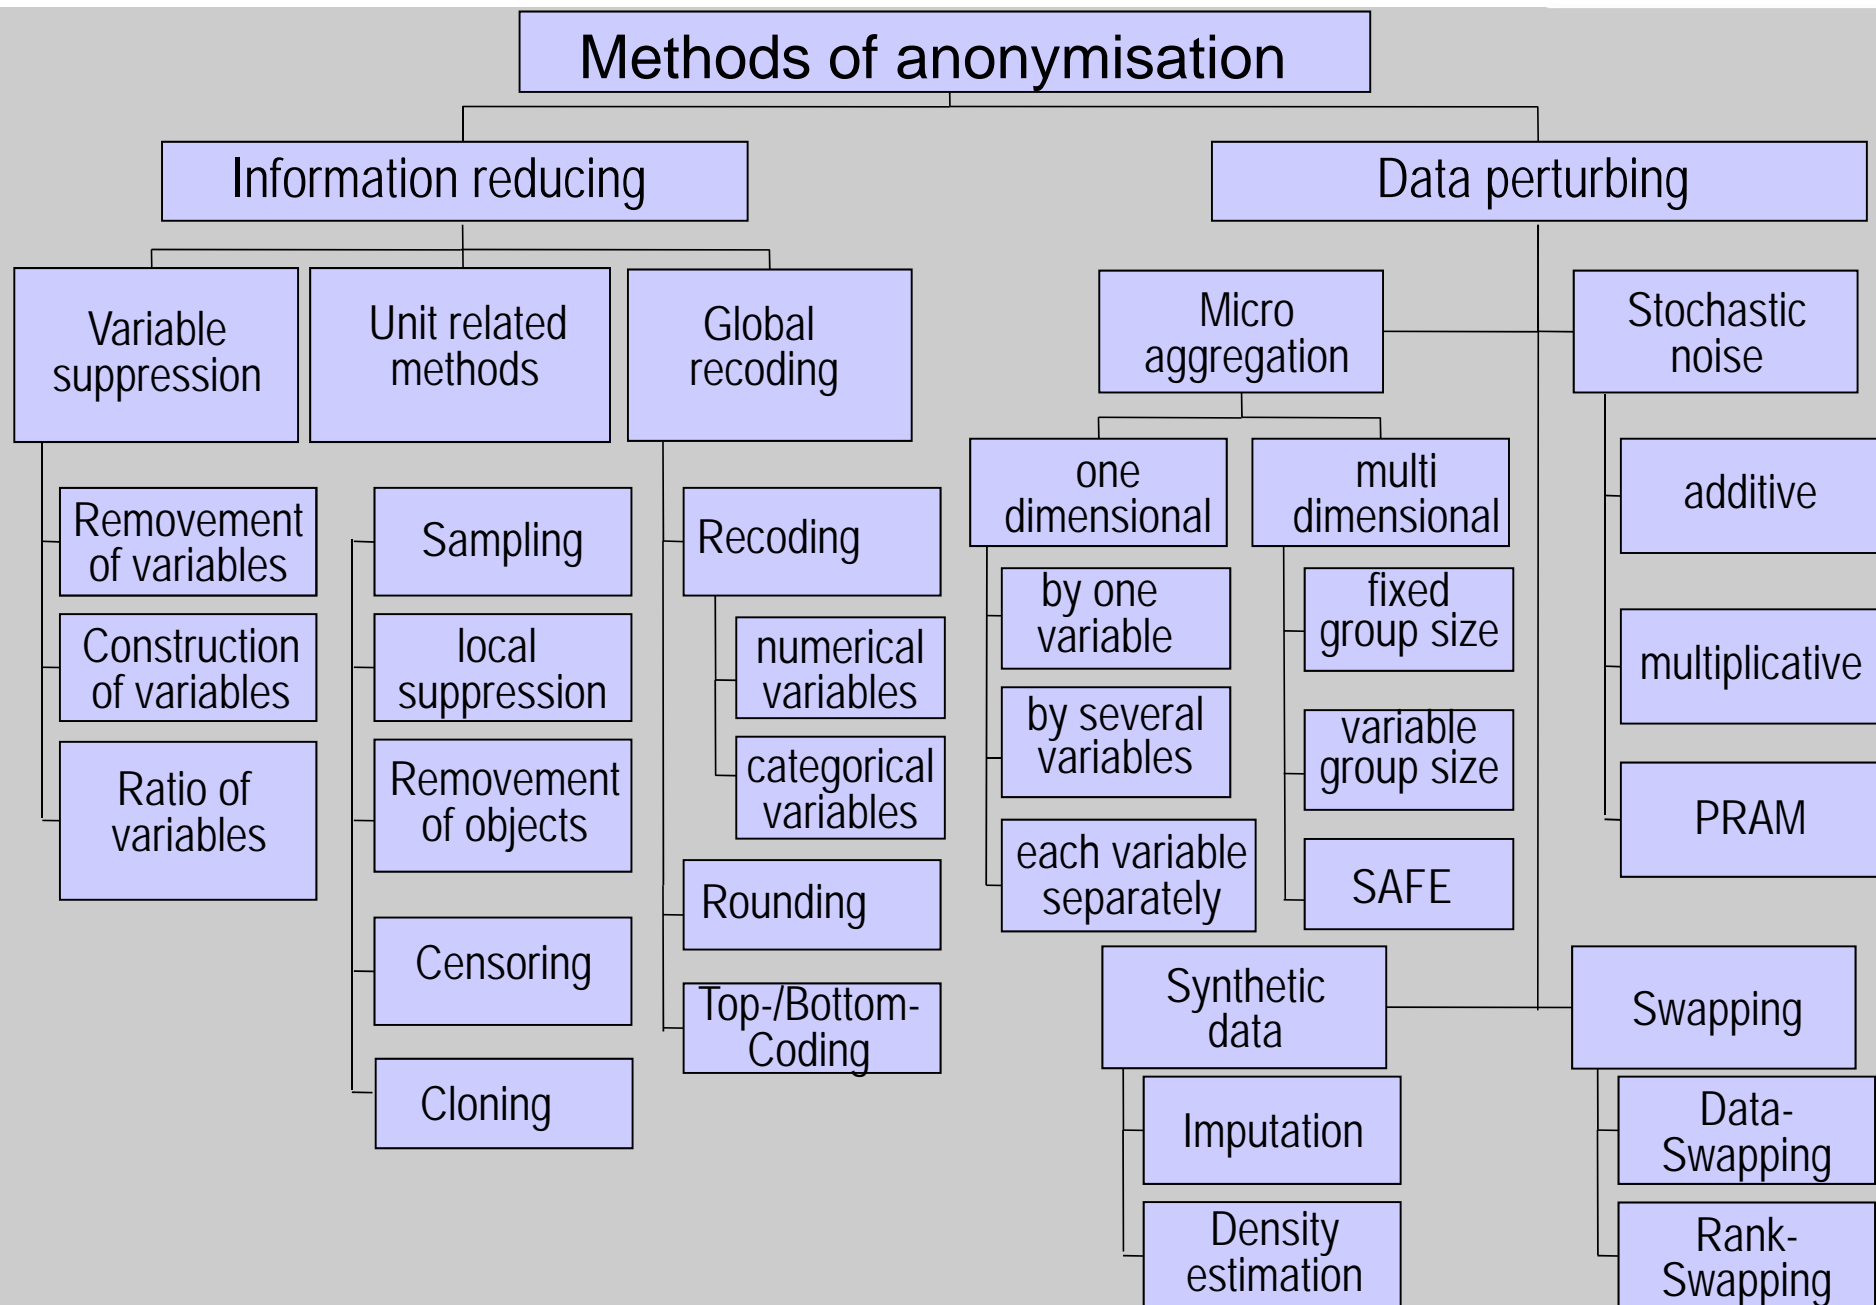 Methods of anonymisation
Information reducing
Data perturbing
Variable
suppression
Unit related
methods
Global
recoding
Micro
aggregation
Stochastic
noise
Removement
of variables
Construction
of variables
Ratio of
variables
Sampling
local
suppression
Removement
of objects
Censoring
Cloning
Recoding
numerical
variables
categorical
variables
Rounding
Top-/Bottom-
Coding
one
dimensional
by one
variable
by several
variables
each variable
separately
multi
dimensional
fixed
group size
variable
group size
SAFE
additive
multiplicative
PRAM
Synthetic
data
Imputation
Density
estimation
Swapping
Data-
Swapping
Rank-
Swapping